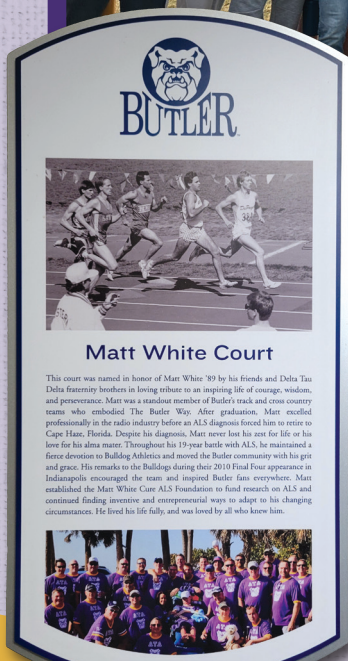 BUTLER
Matt White Court
This court was named in honor of Matt White '89 by his friends and Delta Tau
Delta fraternity brothers in loving tribute to an inspiring life of courage, wisdom,
and perseverance. Matt was a standout member of Butler's track and cross country
teams who embodied The Butler Way. After graduation, Matt excelled
professionally in the radio industry before an ALS diagnosis forced him to retire to
Cape Haze, Florida. Despite his diagnosis, Matt never lost his zest for life or his
love for his alma mater. Throughout his 19-year battle with ALS, he maintained a
fierce devotion to Bulldog Athletics and moved the Butler community with his grit
and grace. His remarks to the Bulldogs during their 2010 Final Four appearance in
Indianapolis encouraged the team and inspired Butler fans everywhere. Matt
established the Matt White Cure ALS Foundation to fund research on ALS and
continued finding inventive and entrepreneurial ways to adapt to his changing
circumstances. He lived his life fully, and was loved by all who knew him.